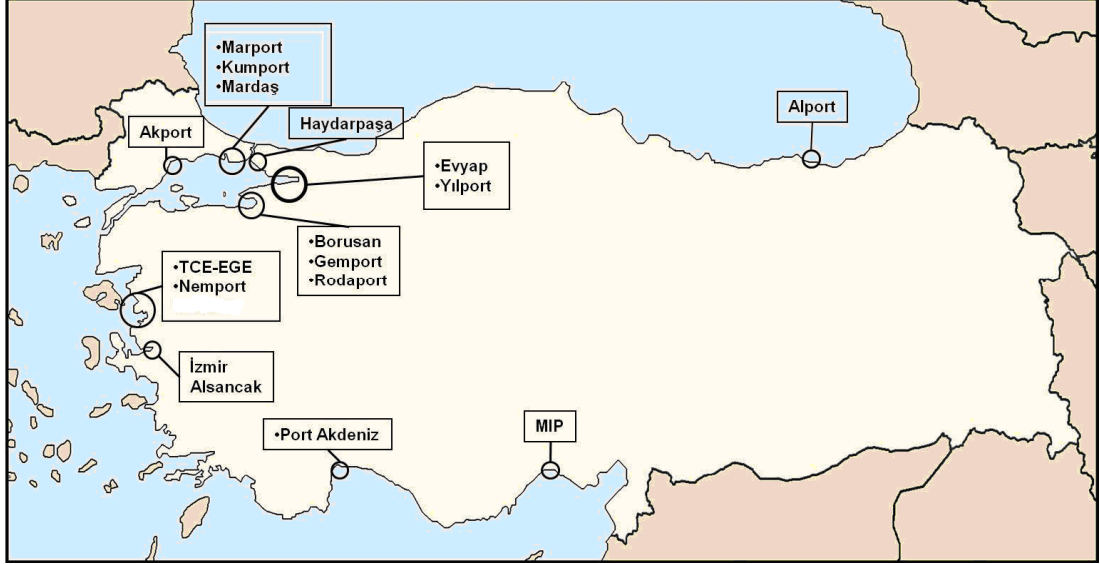 •Marport
•Kumport
•Mardaş
Akport
Haydarpaşa
Alport
•Evyap
•Yılport
•Borusan
•Gemport
•Rodaport
•TCE-EGE
•Nemport
İzmir
Alsancak
•Port Akdeniz
MIP